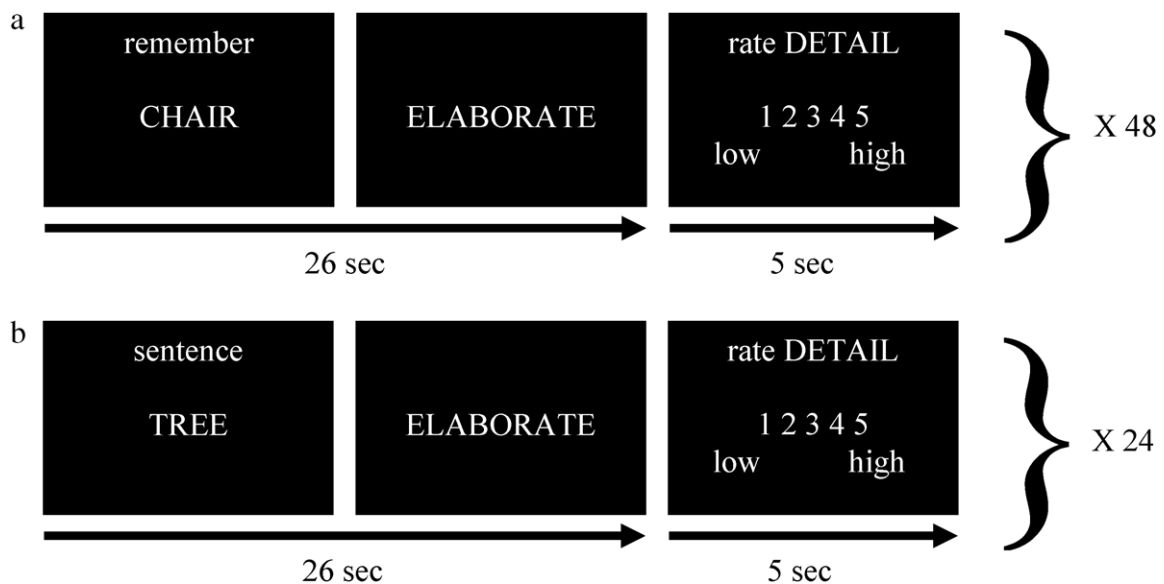 a
remember
CHAIR
ELABORATE
rate DETAIL
1 2 3 4 5
low high
X 48
26 sec
5 sec
b
sentence
TREE
ELABORATE
rate DETAIL
1 2 3 4 5
low high
X 24
26 sec
5 sec